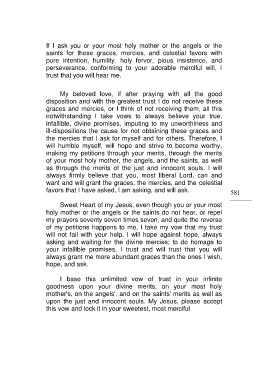 If I ask you or your most holy mother or the angels or the
saints for these graces, mercies, and celestial favors with
pure intention, humility, holy fervor, pious insistence, and
perseverance, conforming to your adorable merciful will, I
trust that you will hear me.
My beloved love, if after praying with all the good
disposition and with the greatest trust I do not receive these
graces and mercies, or I think of not receiving them, all this
notwithstanding I take vows to always believe your true,
infallible, divine promises, imputing to my unworthiness and
ill-dispositions the cause for not obtaining these graces and
the mercies that I ask for myself and for others. Therefore, I
will humble myself, will hope and strive to become worthy,
making my petitions through your merits, through the merits
of your most holy mother, the angels, and the saints, as well
as through the merits of the just and innocent souls. I will
always firmly believe that you, most liberal Lord, can and
want and will grant the graces, the mercies, and the celestial
favors that I have asked, I am asking, and will ask.
581
Sweet Heart of my Jesus, even though you or your most
holy mother or the angels or the saints do not hear, or repel
my prayers seventy seven times seven, and quite the reverse
of my petitions happens to me, I take my vow that my trust
will not fail with your help. I will hope against hope, always
asking and waiting for the divine mercies; to do homage to
your infallible promises, I trust and will trust that you will
always grant me more abundant graces than the ones I wish,
hope, and ask.
I base this unlimited vow of trust in your infinite
goodness upon your divine merits, on your most holy
mother's, on the angels', and on the saints' merits as well as
upon the just and innocent souls. My Jesus, please accept
this vow and lock it in your sweetest, most merciful